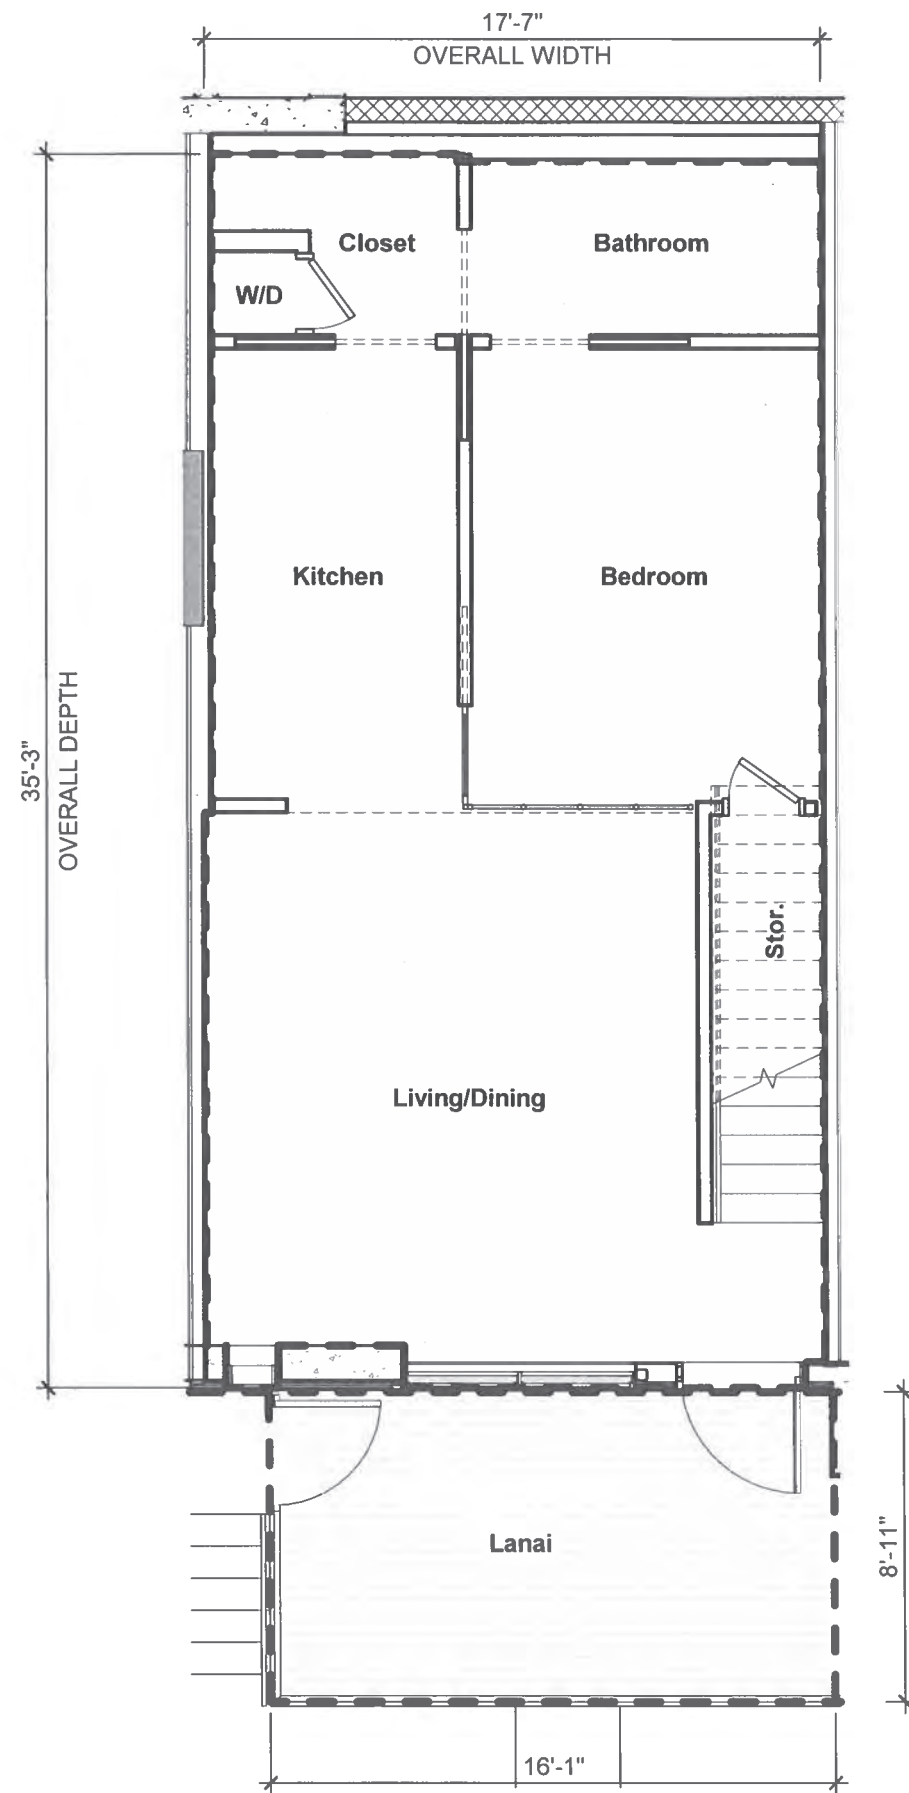 17'-7"
OVERALL WIDTH
Closet
Bathroom
W/D
Kitchen
Bedroom
35'-3"
OVERALL DEPTH
Stor.
Living/Dining
Lanai
8'-11"
16'-1"